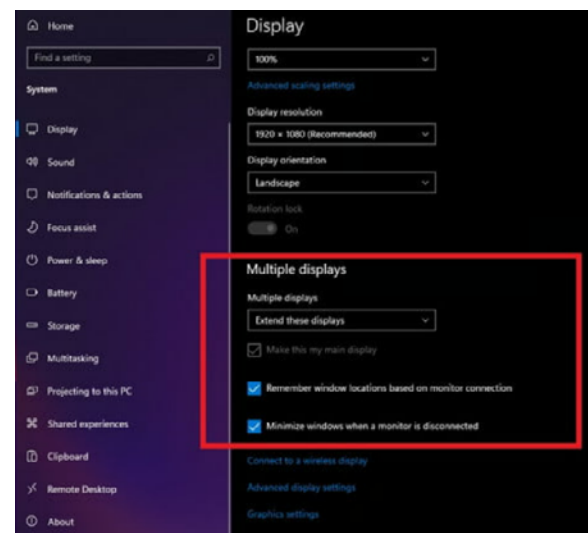 Home
Find a setting
System
Display
Sound
Notifications & actions
Focus assist
Power & sleep
Battery
Storage
Multitasking
Projecting to this PC
Shared experiences
Clipboard
Remote Desktop
About
Display
100%
Advanced scaling settings
Display resolution
1920 × 1080 (Recommended)
Display orientation
Landscape
Rotation lock
On
Multiple displays
Multiple displays
Extend these displays
Make this my main display
Remember window locations based on monitor connection
Minimize windows when a monitor is disconnected
Connect to a wireless display
Advanced display settings
Graphics settings